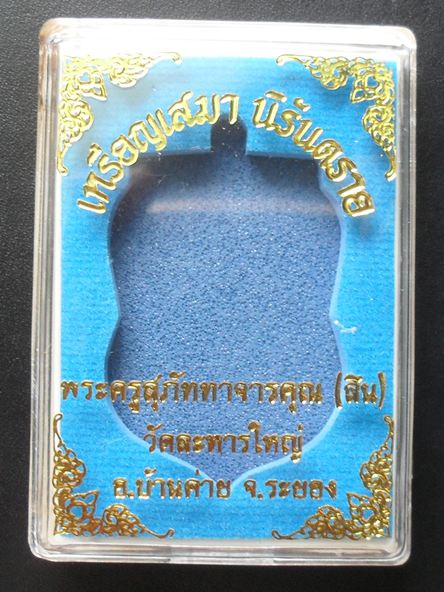 เหรียญเสมา นิรันตราย
พระครูสุภัททาจารคุณ (สิน)
วัดละหารใหญ่
อ.บ้านค่าย จ.ระยอง